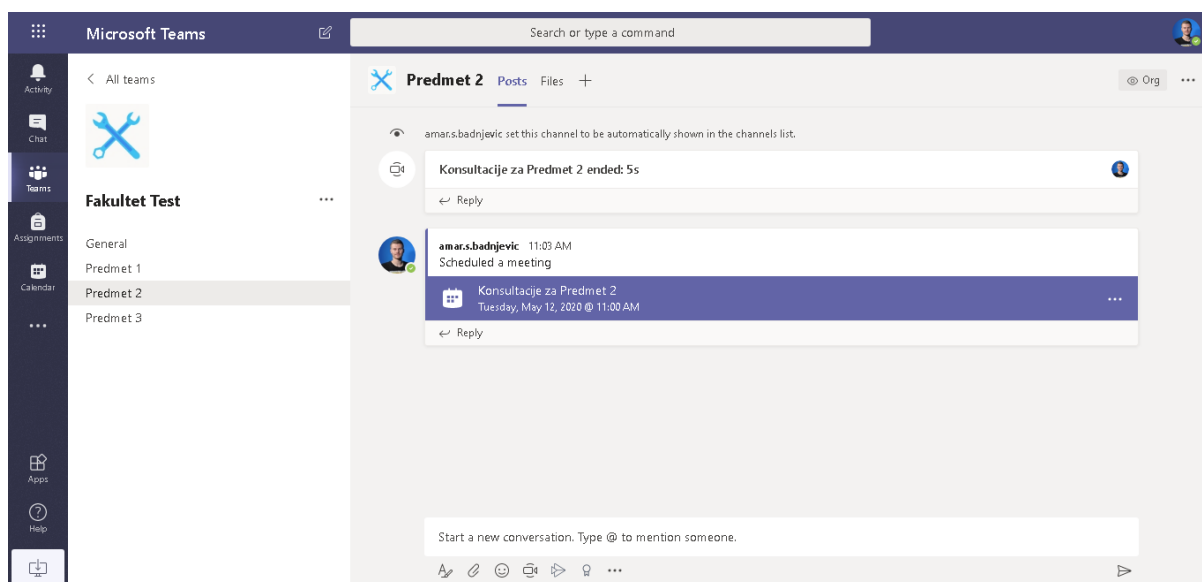 Microsoft Teams
Search or type a command
Activity
Chat
Teams
Assignments
Calendar
Apps
Help
All teams
Fakultet Test
General
Predmet 1
Predmet 2
Predmet 3
Predmet 2 Posts Files
Org
amar.s.badnjevic set this channel to be automatically shown in the channels list.
Konsultacije za Predmet 2 ended: 5s
Reply
amar.s.badnjevic 11:03 AM
Scheduled a meeting
Konsultacije za Predmet 2
Tuesday, May 12, 2020 @ 11:00 AM
Reply
Start a new conversation. Type @ to mention someone.